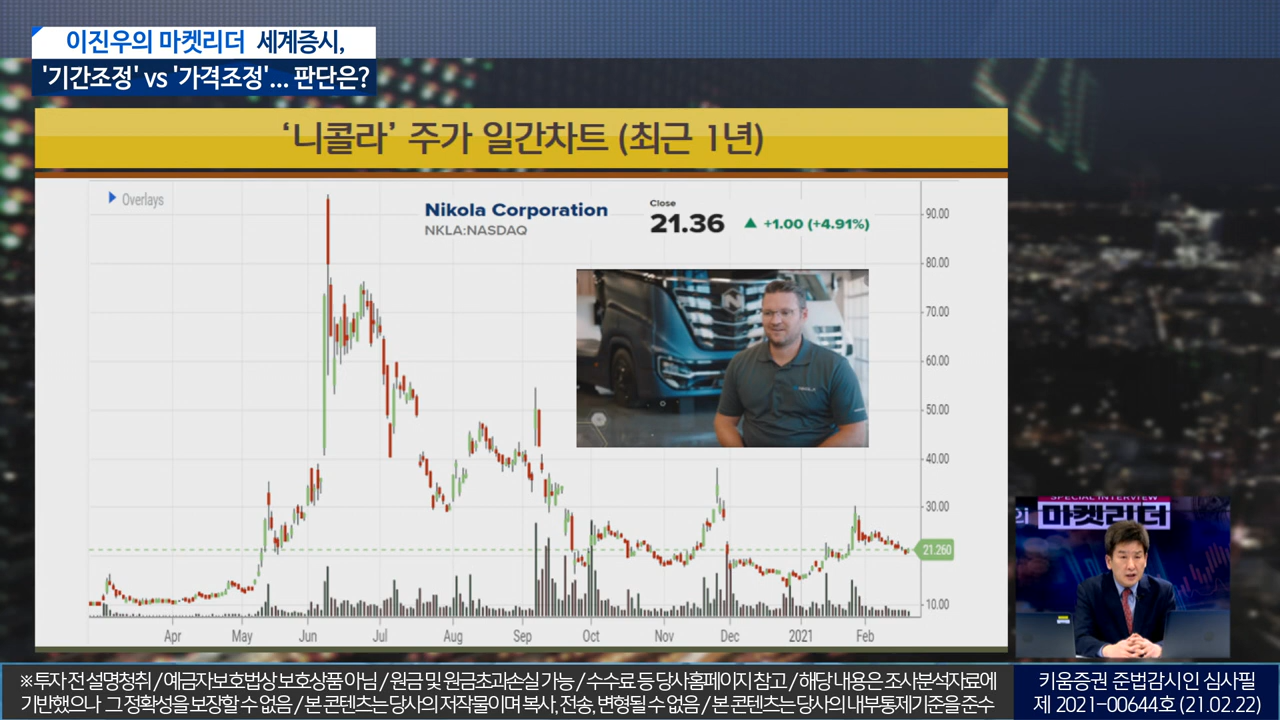 이진우의 마켓리더 세계증시,
'기간조정' vs '가격조정'... 판단은?
‘니콜라’ 주가 일간차트 (최근 1년)
Overlays
Nikola Corporation
NKLA:NASDAQ
Close
21.36
+1.00 (+4.91%)
90.00
80.00
70.00
60.00
50.00
40.00
30.00
21.260
10.00
Apr May Jun Jul Aug Sep Oct Nov Dec 2021 Feb
NIKOLA
SPECIAL INTERVIEW
의 마켓리더
※ 투자 전 설명청취 / 예금자보호법상 보호상품 아님 / 원금 및 원금초과손실 가능 / 수수료 등 당사홈페이지 참고 / 해당 내용은 조사분석자료에
기반했으나 그 정확성을 보장할 수 없음 / 본 콘텐츠는 당사의 저작물이며 복사, 전송, 변형될 수 없음 / 본 콘텐츠는 당사의 내부통제기준을 준수
키움증권 준법감시인 심사필
제 2021-00644호 (21.02.22)